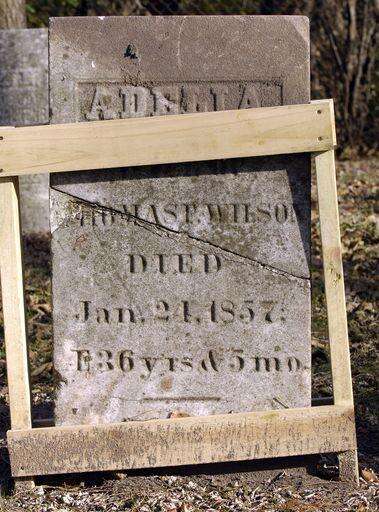 ADELIA
THOMAS F. WILSON
DIED
Jan. 24, 1857.
E 36 yrs & 5 mo.